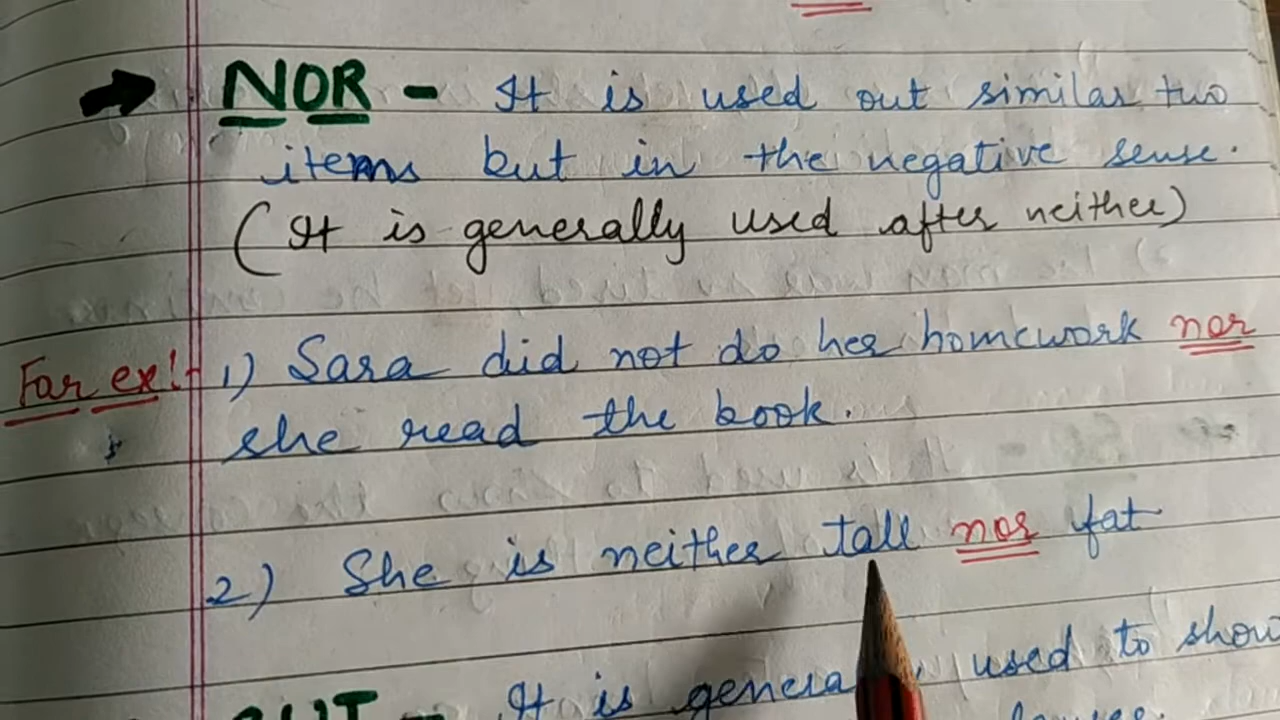 NOR - It is used out similar two
items but in the negative sense.
(It is generally used after neither)
For ex:- 1) Sara did not do her homework nor
she read the book.
2) She is neither tall nor fat
BUT - It is genera used to show